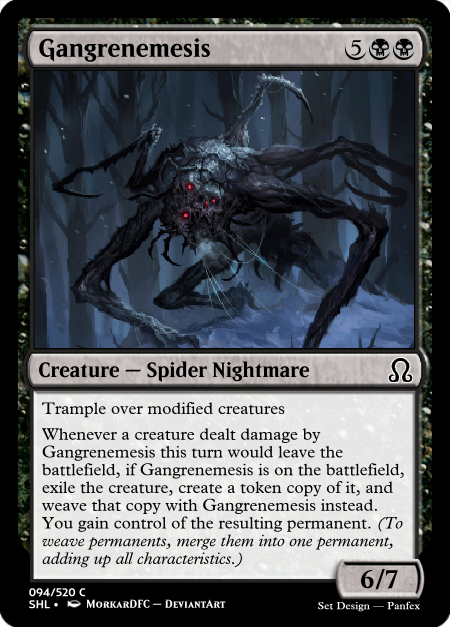 Gangrenemesis 5
Creature — Spider Nightmare
Trample over modified creatures
Whenever a creature dealt damage by
Gangrenemesis this turn would leave the
battlefield, if Gangrenemesis is on the battlefield,
exile the creature, create a token copy of it, and
weave that copy with Gangrenemesis instead.
You gain control of the resulting permanent. (To
weave permanents, merge them into one permanent,
adding up all characteristics.)
6/7
094/520 C
SHL • MorkarDFC — DeviantArt
Set Design — Panfex